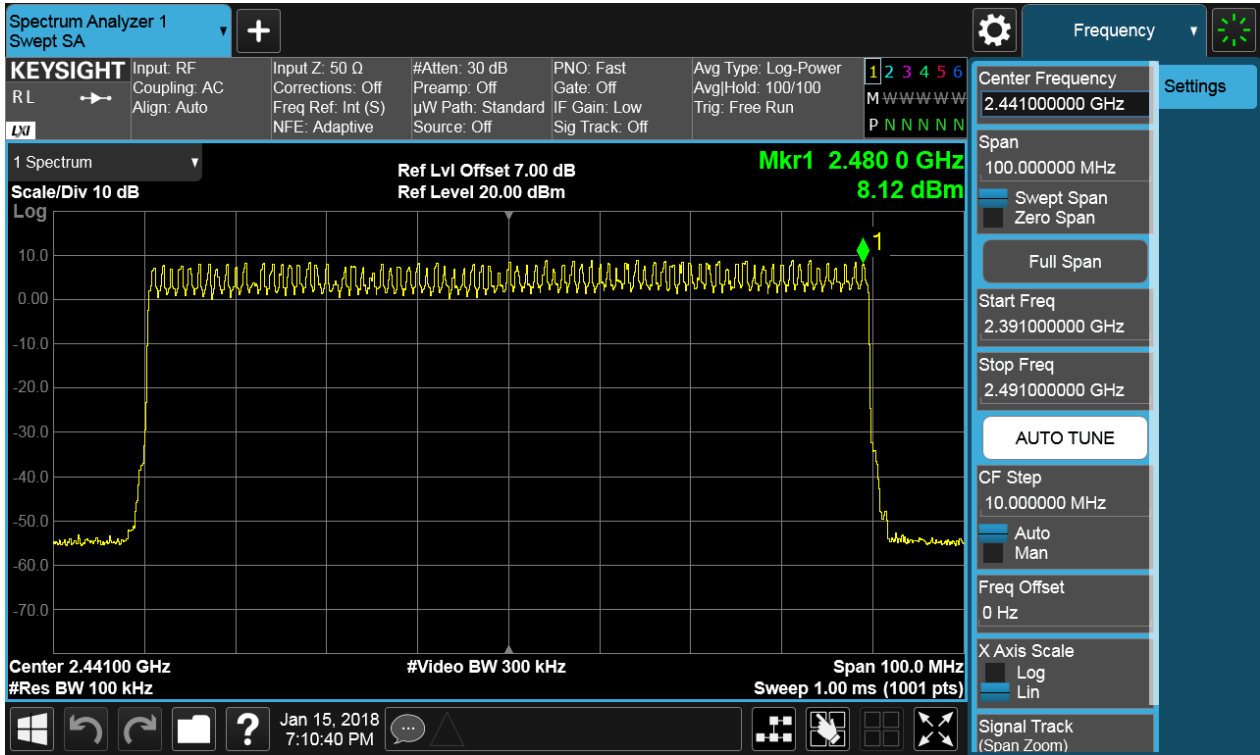 Spectrum Analyzer 1
Swept SA
+
Frequency
KEYSIGHT
R L
LXI
Input: RF
Coupling: AC
Align: Auto
Input Z: 50 Ω
Corrections: Off
Freq Ref: Int (S)
NFE: Adaptive
#Atten: 30 dB
Preamp: Off
µW Path: Standard
Source: Off
PNO: Fast
Gate: Off
IF Gain: Low
Sig Track: Off
Avg Type: Log-Power
Avg|Hold: 100/100
Trig: Free Run
1 2 3 4 5 6
M W W W W W
P N N N N N
1 Spectrum
Scale/Div 10 dB
Log
Ref Lvl Offset 7.00 dB
Ref Level 20.00 dBm
Mkr1 2.480 0 GHz
8.12 dBm
1
10.0
0.00
-10.0
-20.0
-30.0
-40.0
-50.0
-60.0
-70.0
Center 2.44100 GHz
#Video BW 300 kHz
Span 100.0 MHz
#Res BW 100 kHz
Sweep 1.00 ms (1001 pts)
?
Jan 15, 2018
7:10:40 PM
Center Frequency
2.441000000 GHz
Settings
Span
100.000000 MHz
Swept Span
Zero Span
Full Span
Start Freq
2.391000000 GHz
Stop Freq
2.491000000 GHz
AUTO TUNE
CF Step
10.000000 MHz
Auto
Man
Freq Offset
0 Hz
X Axis Scale
Log
Lin
Signal Track
(Span Zoom)